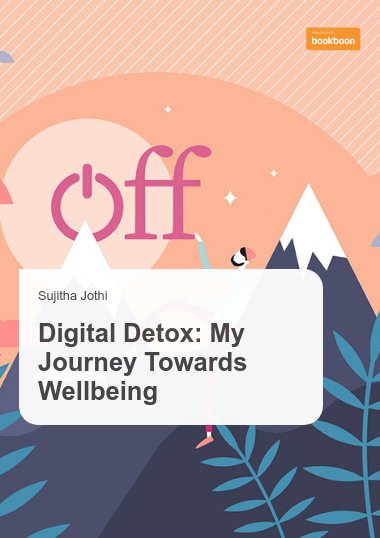 bookboon
Off
Sujitha Jothi
Digital Detox: My
Journey Towards
Wellbeing